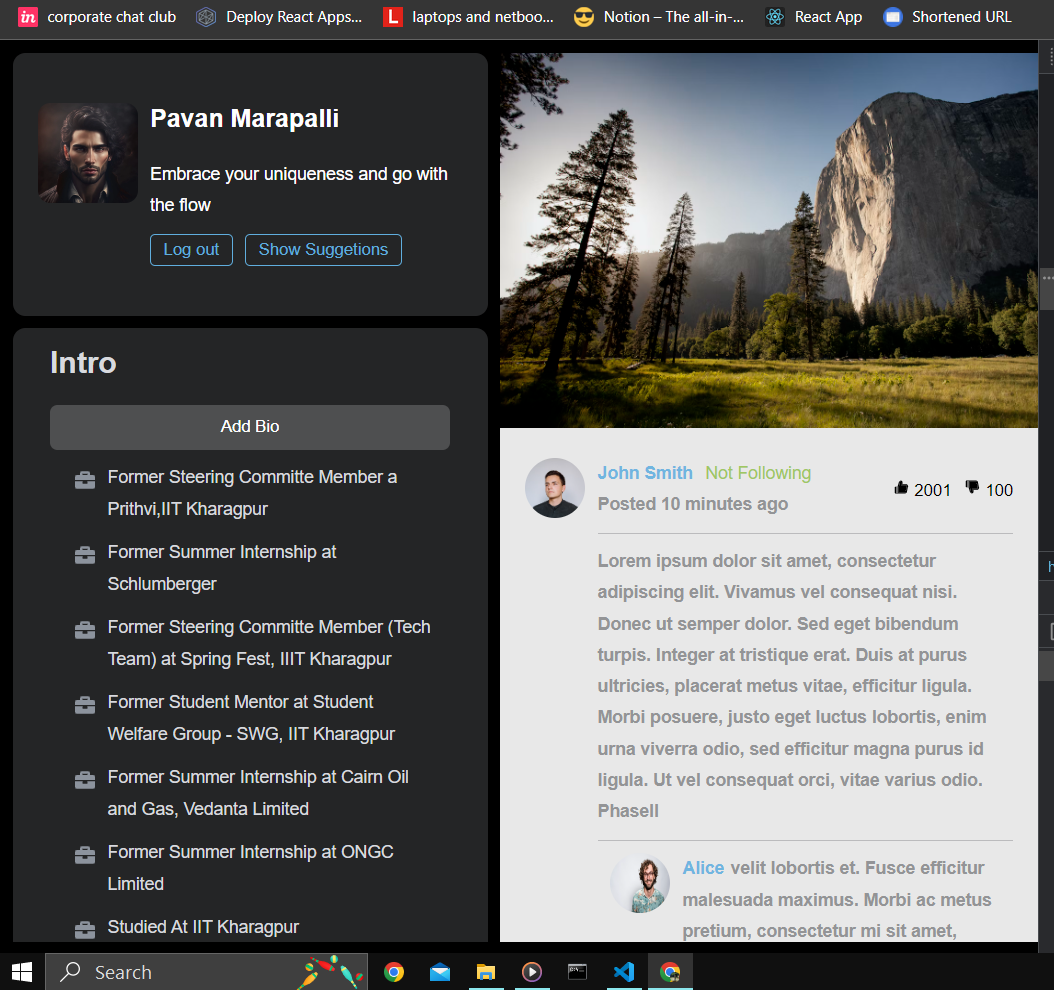 in corporate chat club Deploy React Apps... L laptops and netboo... Notion – The all-in-... React App Shortened URL
Pavan Marapalli
Embrace your uniqueness and go with
the flow
Log out Show Suggetions
Intro
Add Bio
Former Steering Committe Member a
Prithvi,IIT Kharagpur
Former Summer Internship at
Schlumberger
Former Steering Committe Member (Tech
Team) at Spring Fest, IIIT Kharagpur
Former Student Mentor at Student
Welfare Group - SWG, IIT Kharagpur
Former Summer Internship at Cairn Oil
and Gas, Vedanta Limited
Former Summer Internship at ONGC
Limited
Studied At IIT Kharagpur
John Smith Not Following
Posted 10 minutes ago
2001 100
Lorem ipsum dolor sit amet, consectetur
adipiscing elit. Vivamus vel consequat nisi.
Donec ut semper dolor. Sed eget bibendum
turpis. Integer at tristique erat. Duis at purus
ultricies, placerat metus vitae, efficitur ligula.
Morbi posuere, justo eget luctus lobortis, enim
urna viverra odio, sed efficitur magna purus id
ligula. Ut vel consequat orci, vitae varius odio.
Phasell
Alice velit lobortis et. Fusce efficitur
malesuada maximus. Morbi ac metus
pretium, consectetur mi sit amet,
Search